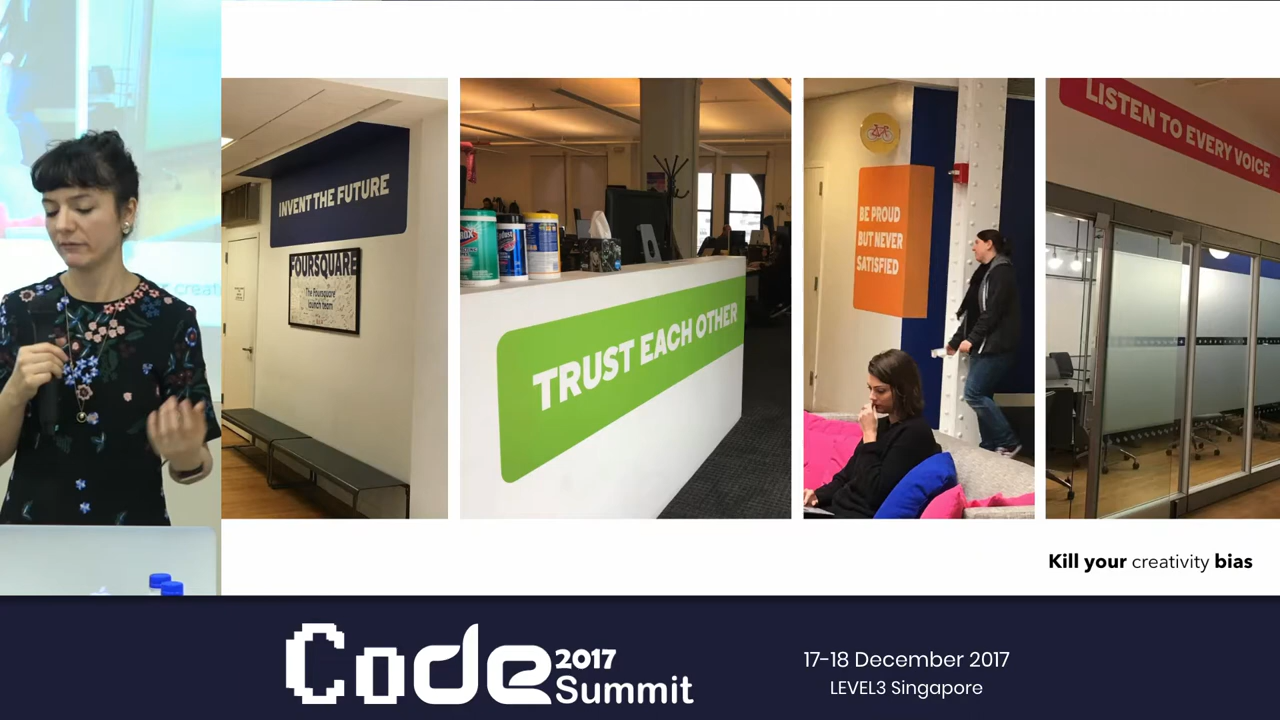 INVENT THE FUTURE
FOURSQUARE
The Foursquare
launch team
TRUST EACH OTHER
BE PROUD
BUT NEVER
SATISFIED
LISTEN TO EVERY VOICE
Kill your creativity bias
Code 2017
Summit
17-18 December 2017
LEVEL3 Singapore